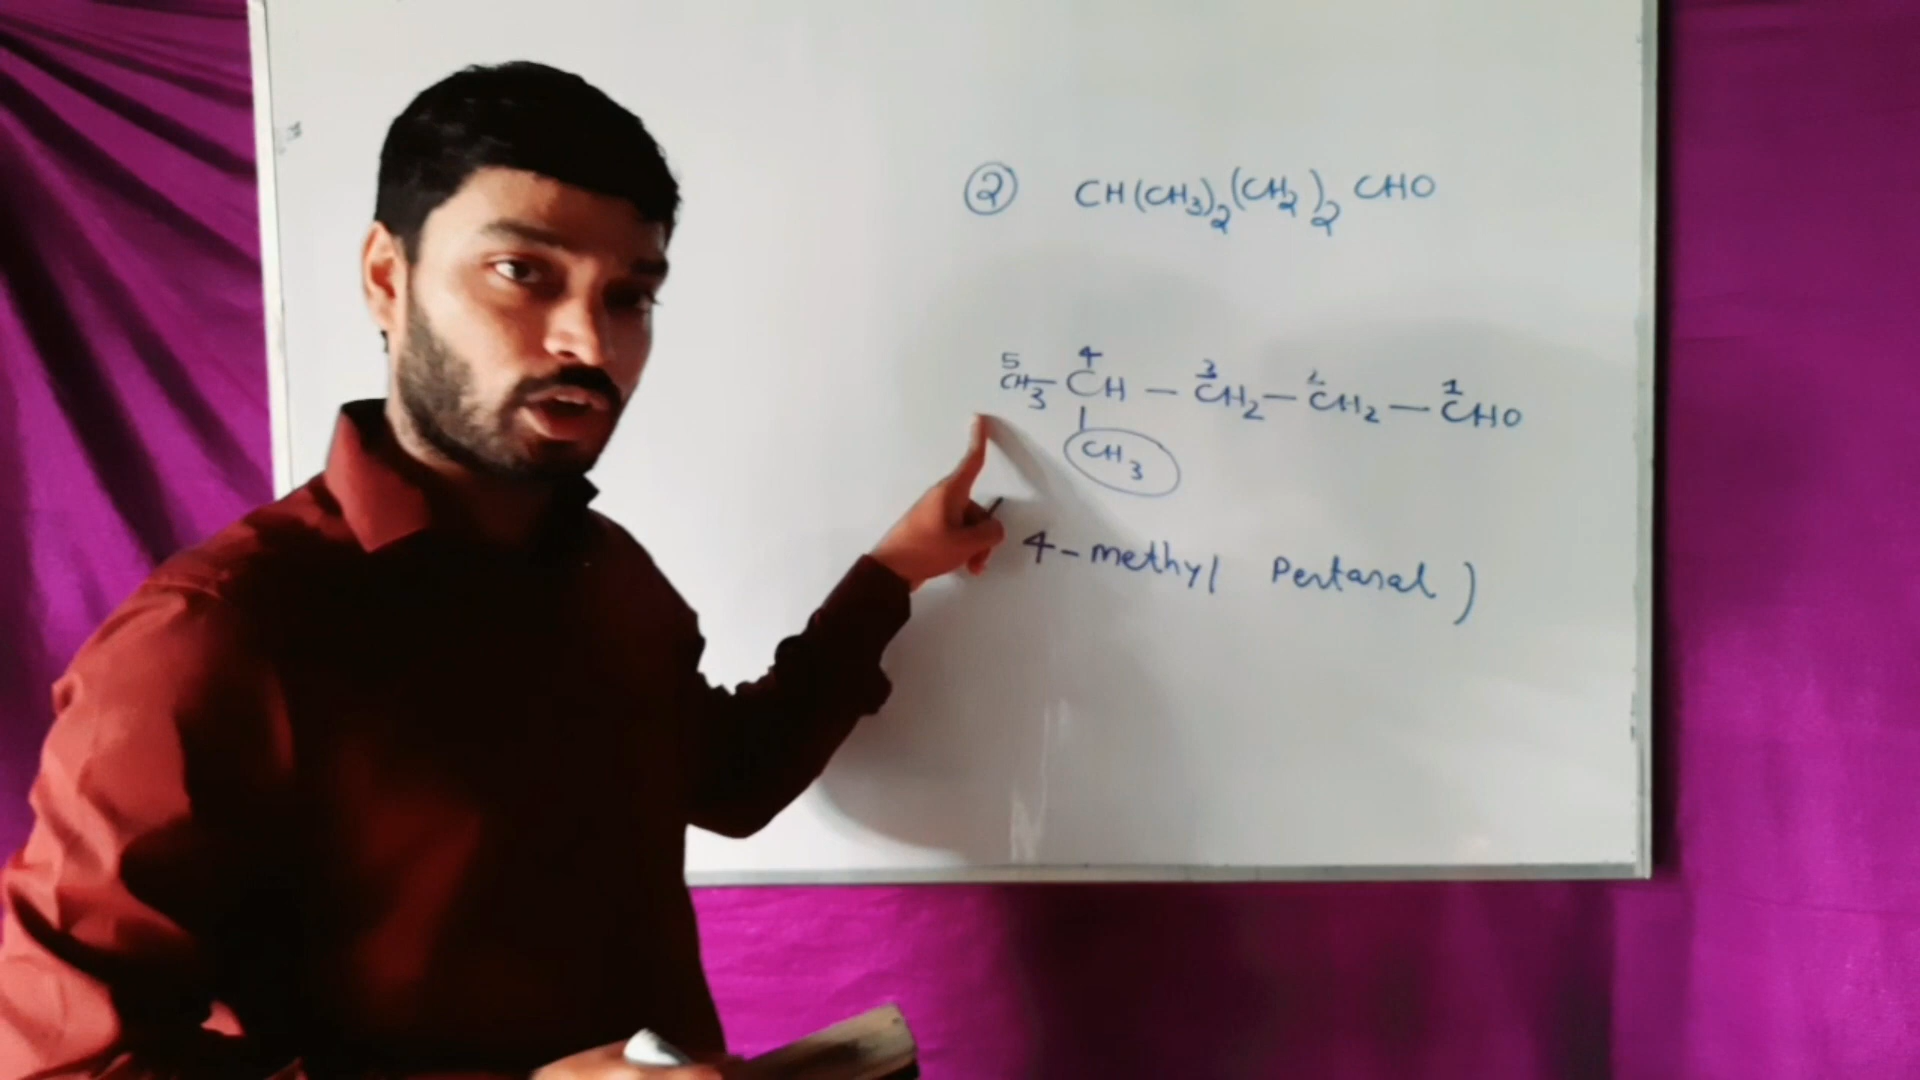 ② CH(CH3)2(CH2)2 CHO
5 4 3 2 1
CH3-CH-CH2-CH2-CHO
CH3
4-methyl Pentanal)